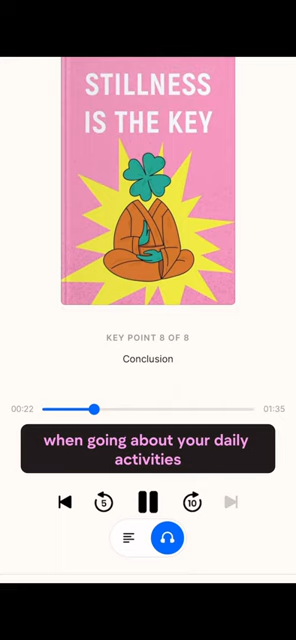 STILLNESS
IS THE KEY
KEY POINT 8 OF 8
Conclusion
00:22
01:35
when going about your daily
activities
5
10